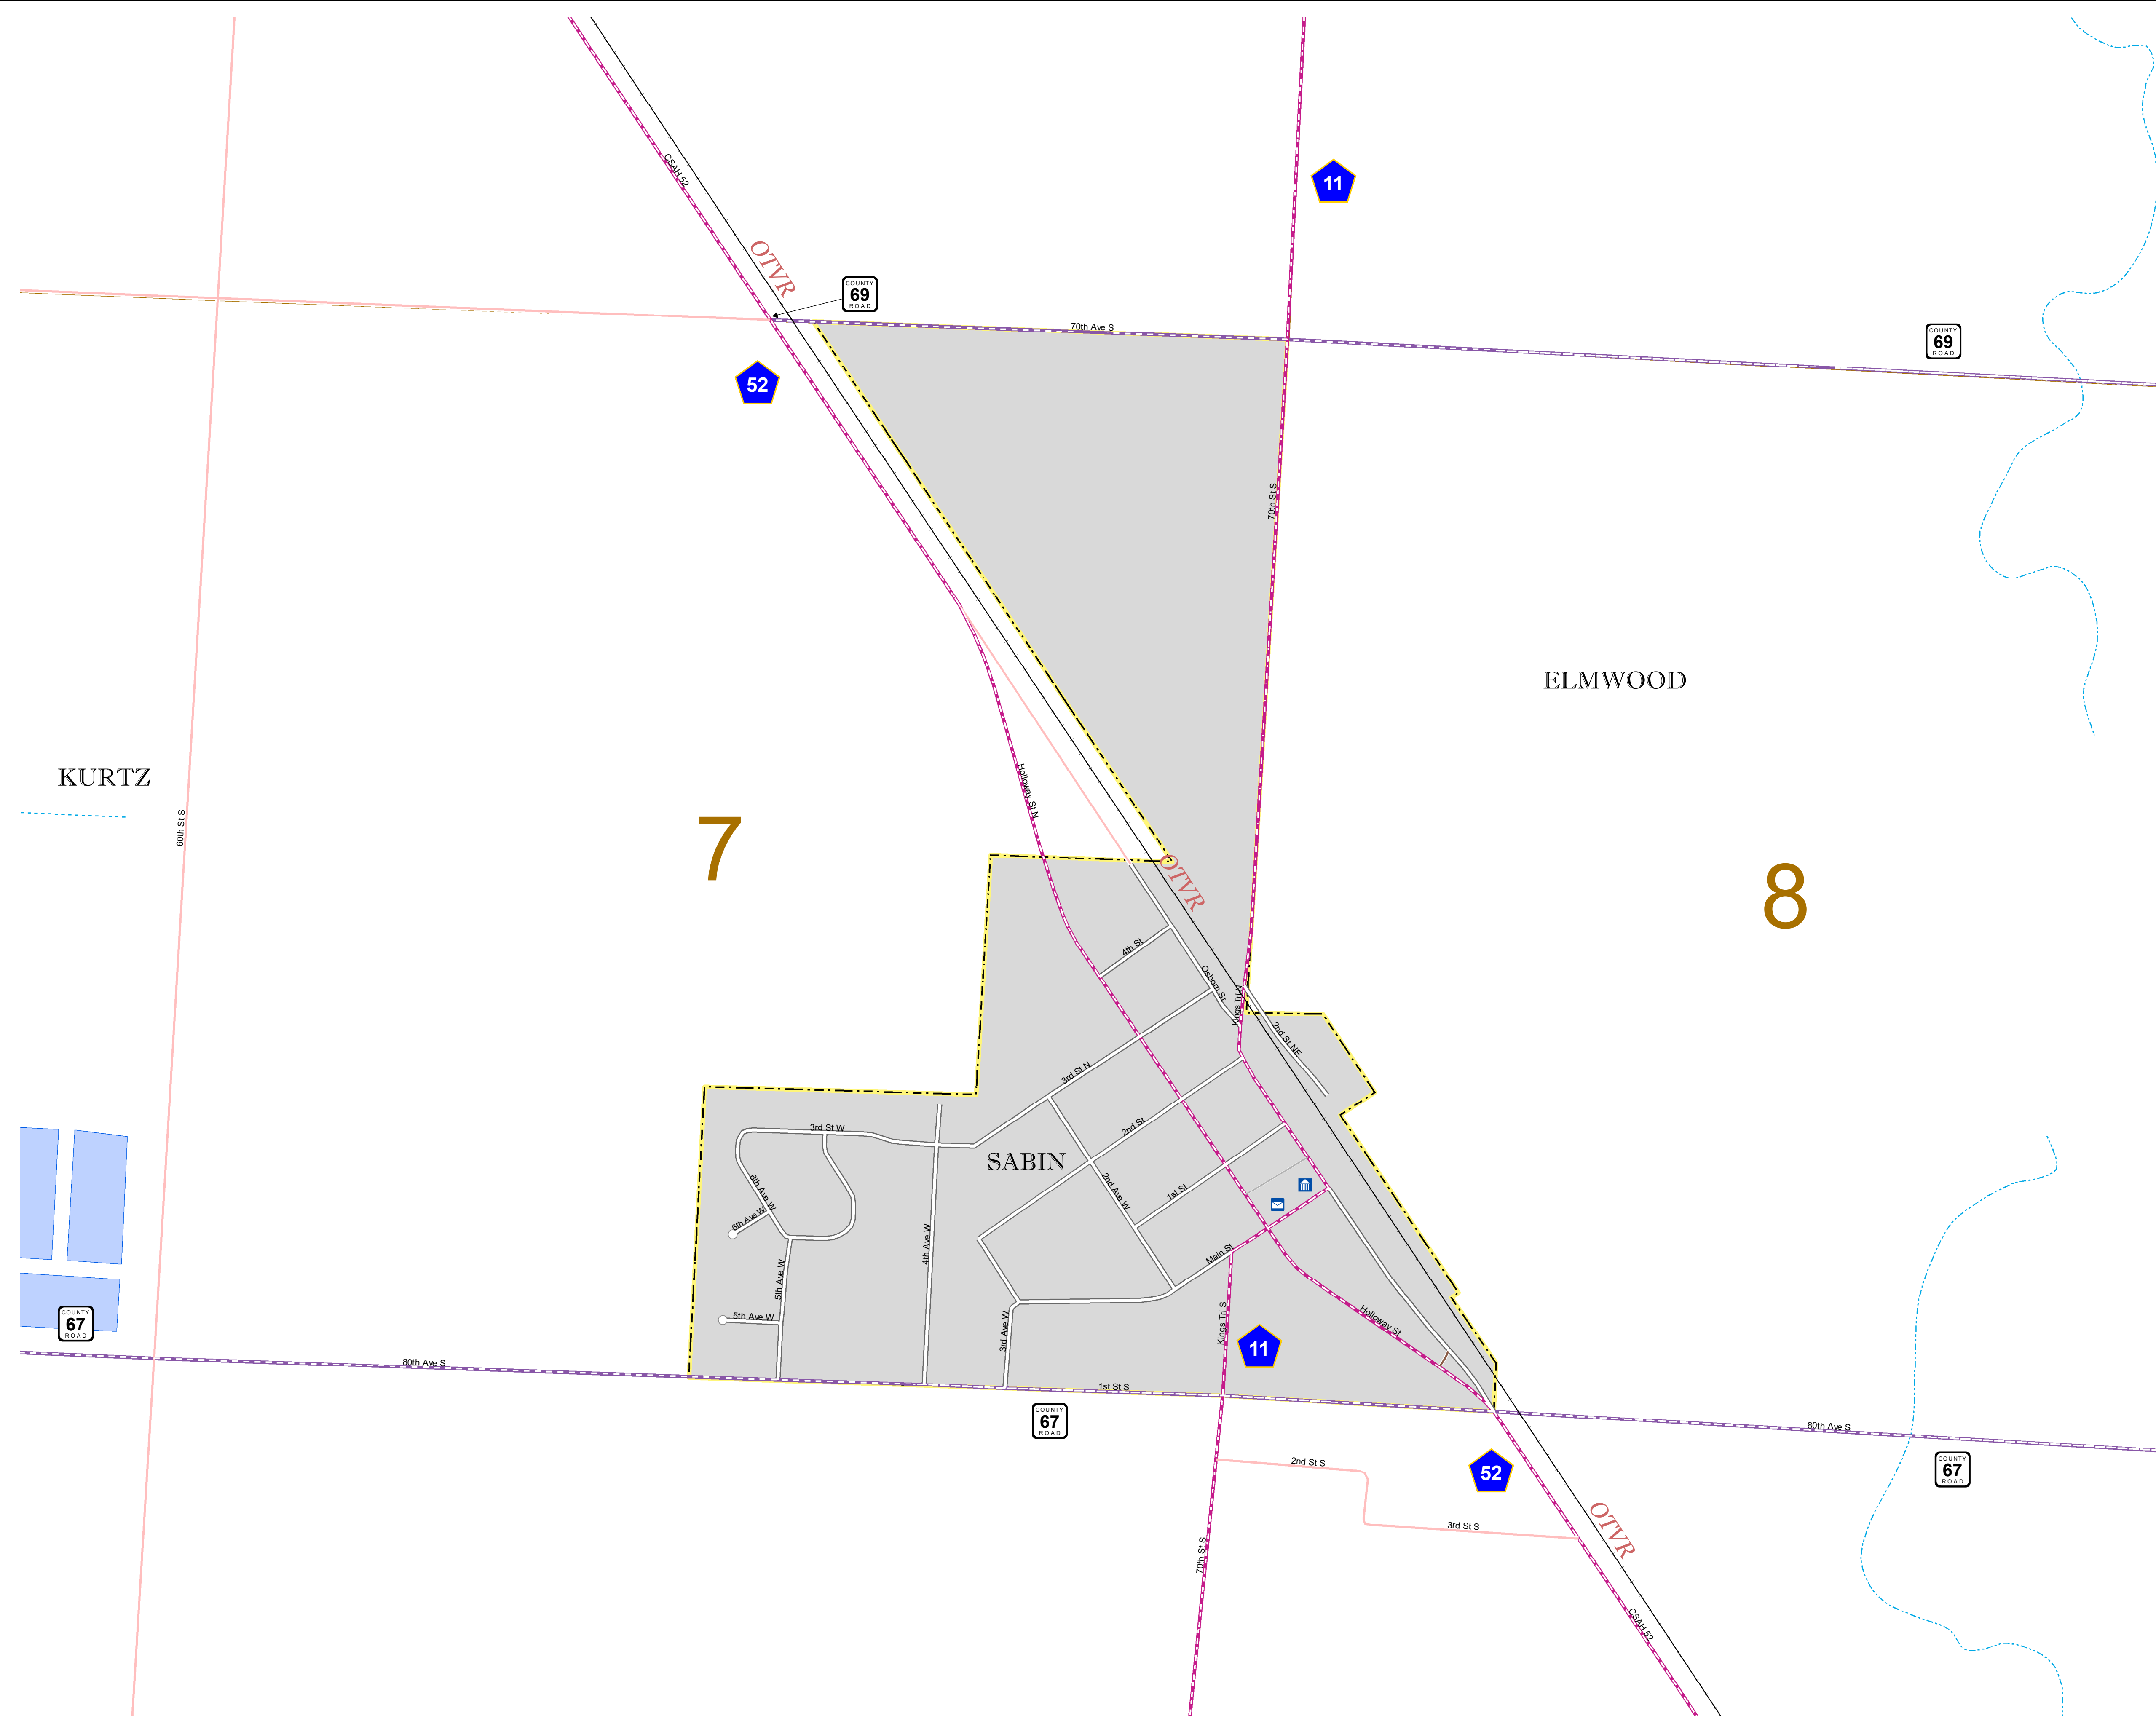 CSAH 52
11
OTVR
COUNTY
69
ROAD
70th Ave S
COUNTY
69
ROAD
52
70th St S
ELMWOOD
KURTZ
Holloway St N
60th St S
7
OTVR
8
4th St
Osborn St
Kings Trl N
2nd St NE
3rd St N
3rd St W
2nd St
SABIN
6th Ave W
2nd Ave W
1st St
6th Ave W
4th Ave W
Main St
5th Ave W
COUNTY
67
ROAD
5th Ave W
3rd Ave W
Kings Trl S
Holloway St
11
80th Ave S
1st St S
COUNTY
67
ROAD
80th Ave S
2nd St S
52
COUNTY
67
ROAD
3rd St S
OTVR
70th St S
CSAH 52